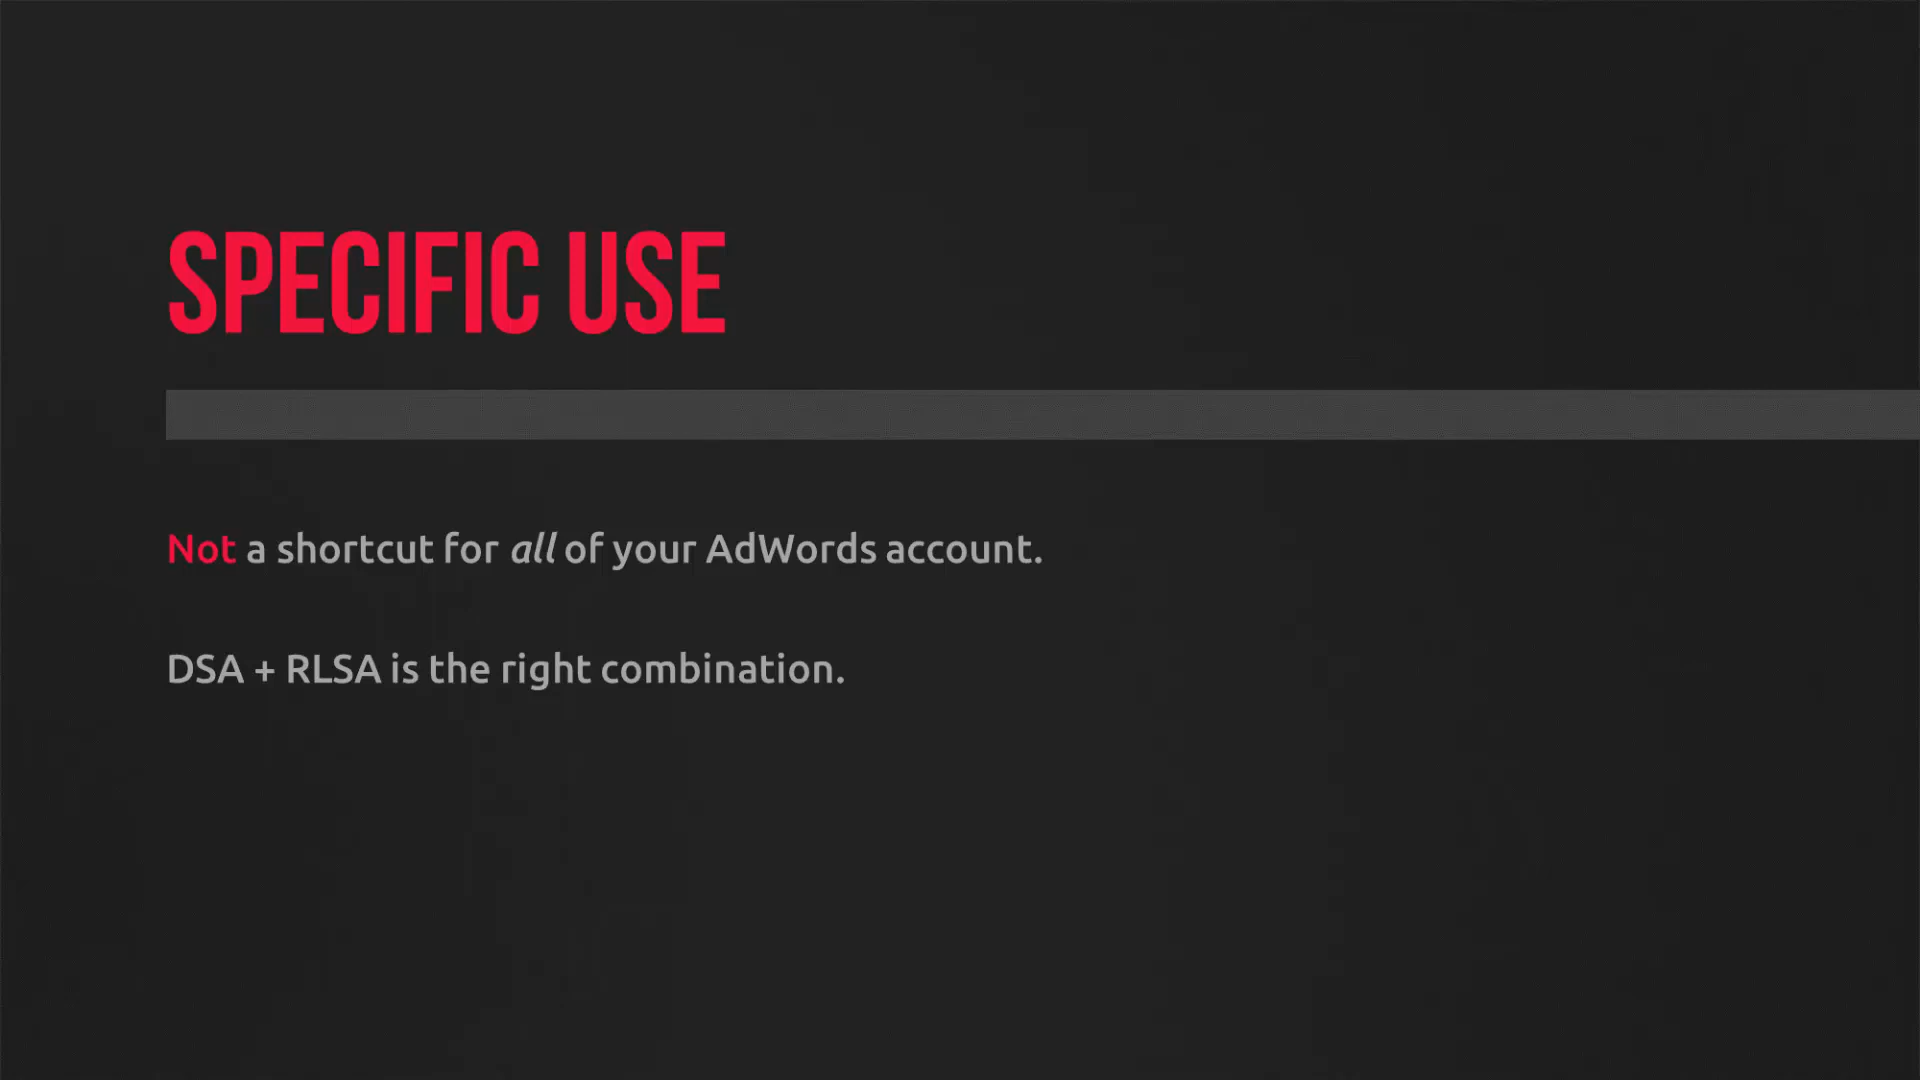 SPECIFIC USE
Not a shortcut for all of your AdWords account.
DSA + RLSA is the right combination.